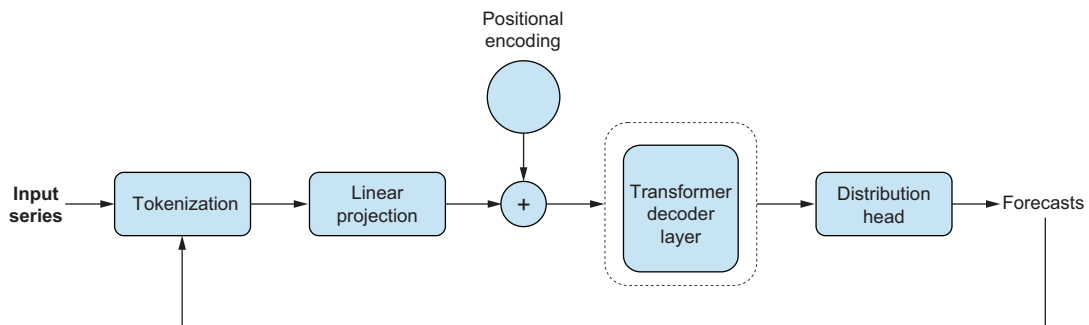 Positional
encoding
Input
series
Tokenization
Linear
projection
+
Transformer
decoder
layer
Distribution
head
Forecasts